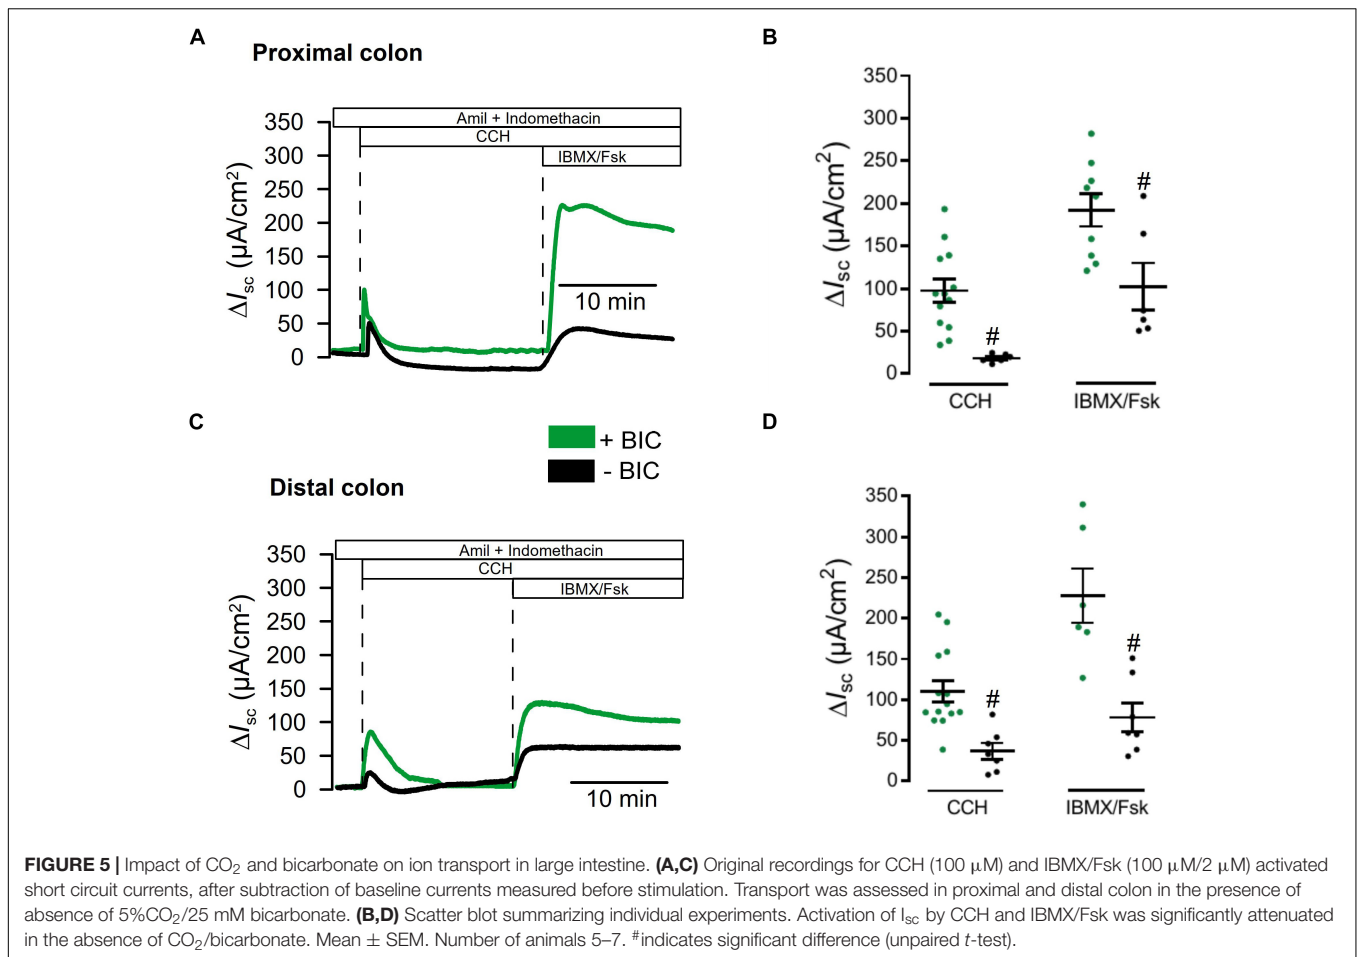 A
Proximal colon
Amil + Indomethacin
CCH
IBMX/Fsk
350
300
250
200
150
100
50
0
ΔIsc (µA/cm²)
10 min
B
350
300
250
200
150
100
50
0
ΔIsc (µA/cm²)
#
#
CCH
IBMX/Fsk
C
+ BIC
- BIC
Distal colon
Amil + Indomethacin
CCH
IBMX/Fsk
350
300
250
200
150
100
50
0
ΔIsc (µA/cm²)
10 min
D
350
300
250
200
150
100
50
0
ΔIsc (µA/cm²)
#
#
CCH
IBMX/Fsk
FIGURE 5 | Impact of CO₂ and bicarbonate on ion transport in large intestine. (A,C) Original recordings for CCH (100 µM) and IBMX/Fsk (100 µM/2 µM) activated
short circuit currents, after subtraction of baseline currents measured before stimulation. Transport was assessed in proximal and distal colon in the presence of
absence of 5%CO₂/25 mM bicarbonate. (B,D) Scatter blot summarizing individual experiments. Activation of Isc by CCH and IBMX/Fsk was significantly attenuated
in the absence of CO₂/bicarbonate. Mean ± SEM. Number of animals 5–7. #indicates significant difference (unpaired t-test).